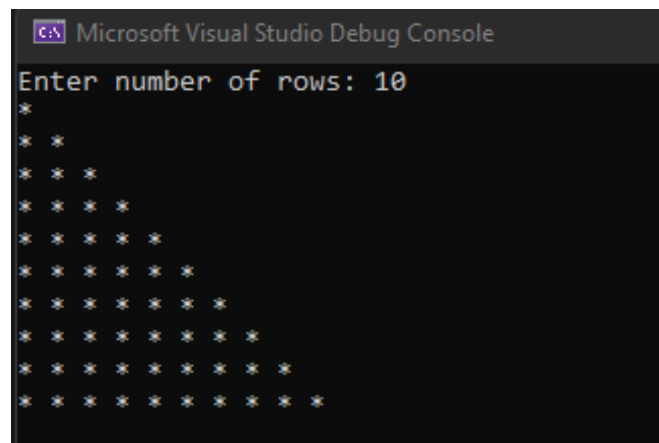 Microsoft Visual Studio Debug Console
Enter number of rows: 10
*
* *
* * *
* * * *
* * * * *
* * * * * *
* * * * * * *
* * * * * * * *
* * * * * * * * *
* * * * * * * * * *